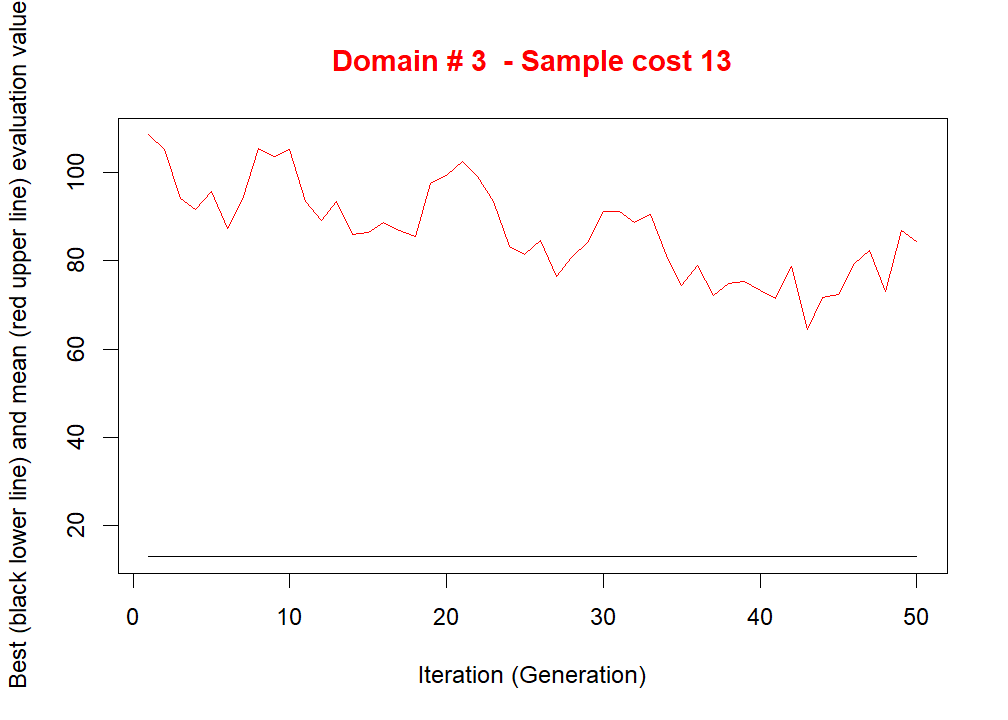 Domain # 3  - Sample cost 13
Best (black lower line) and mean (red upper line) evaluation value
100
80
60
40
20
0 10 20 30 40 50
Iteration (Generation)